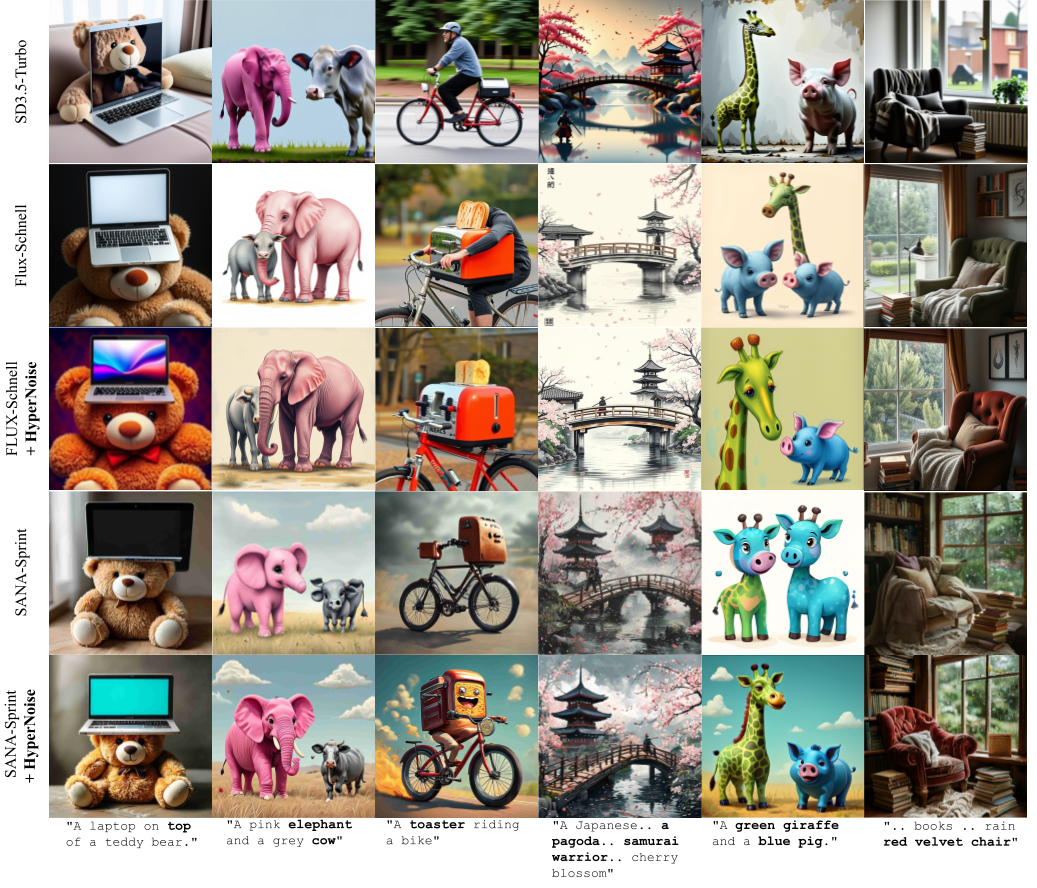 SD3.5-Turbo
Flux-Schnell
FLUX-Schnell
+ HyperNoise
SANA-Sprint
SANA-Sprint
+ HyperNoise
"A laptop on top
of a teddy bear."
"A pink elephant
and a grey cow"
"A toaster riding
a bike"
"A Japanese.. a
pagoda.. samurai
warrior.. cherry
blossom"
"A green giraffe
and a blue pig."
".. books .. rain
red velvet chair"